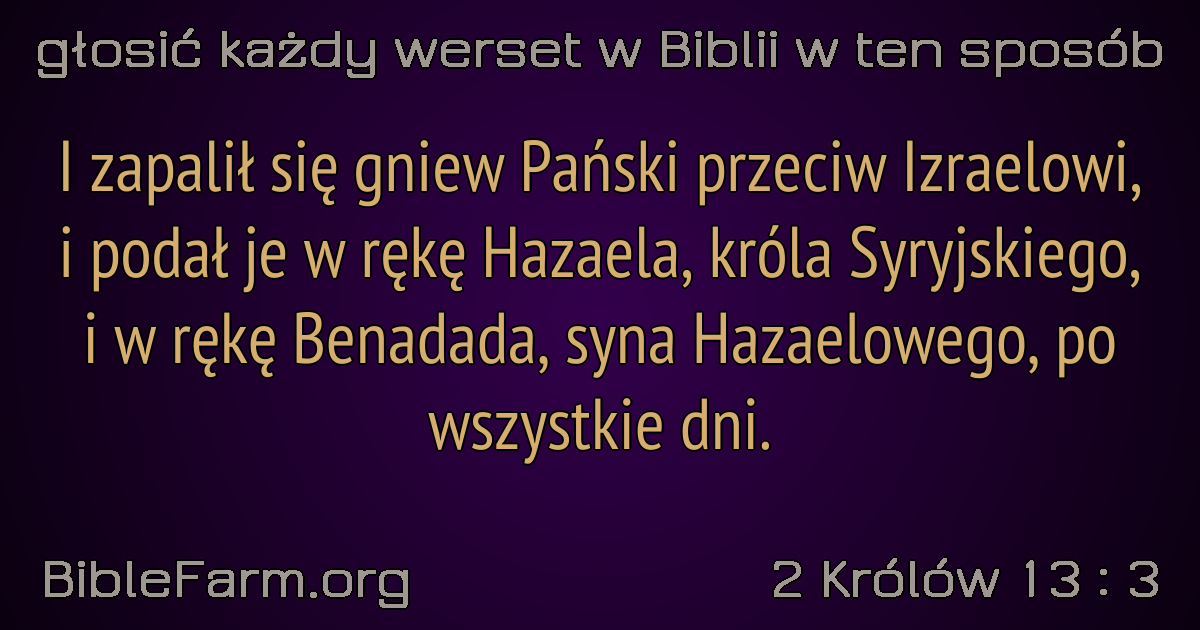 głosić każdy werset w Biblii w ten sposób
I zapalił się gniew Pański przeciw Izraelowi,
i podał je w rękę Hazaela, króla Syryjskiego,
i w rękę Benadada, syna Hazaelowego, po
wszystkie dni.
BibleFarm.org
2 Królów 13 : 3